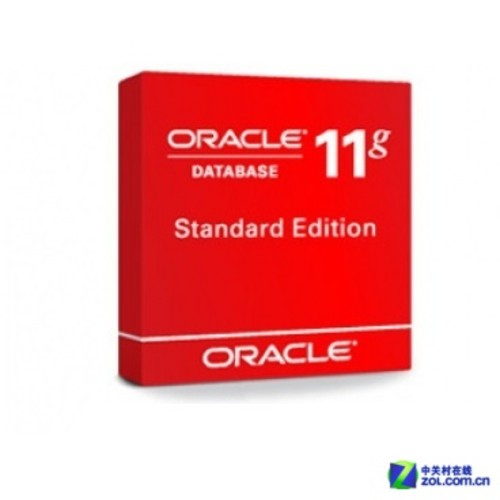 ORACLE® 11g
DATABASE
Standard Edition
ORACLE®
中关村在线
ZOL.com.cn